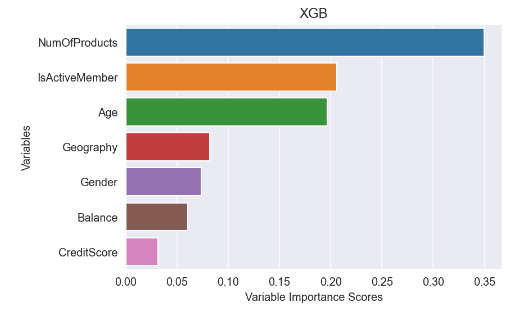 XGB
NumOfProducts
IsActiveMember
Age
Geography
Gender
Balance
CreditScore
Variables
0.00 0.05 0.10 0.15 0.20 0.25 0.30 0.35
Variable Importance Scores